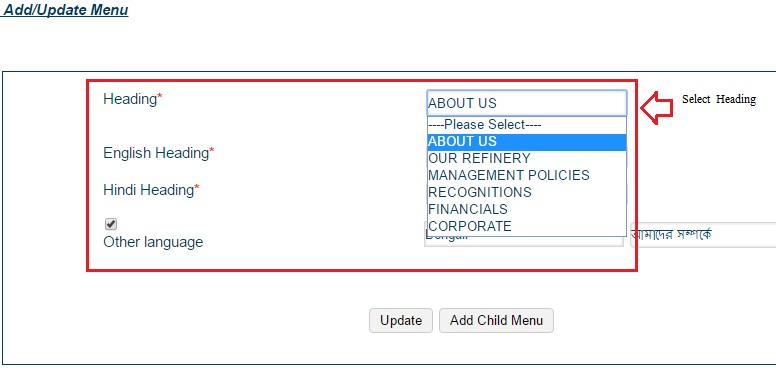 Add/Update Menu
Heading*
ABOUT US
Select Heading
----Please Select----
ABOUT US
OUR REFINERY
English Heading*
MANAGEMENT POLICIES
Hindi Heading*
RECOGNITIONS
FINANCIALS
CORPORATE
Other language
Bengali
আমাদের সম্পর্কে
Update
Add Child Menu